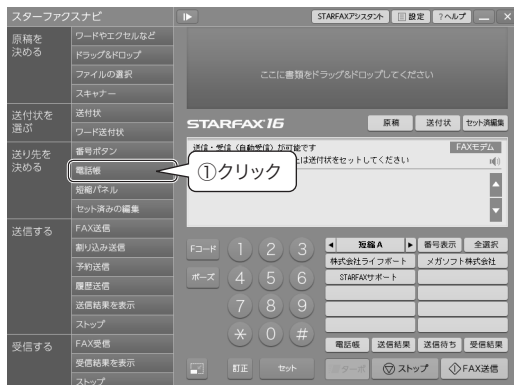 スターファクスナビ
STARFAXアシスタント
設定
?ヘルプ
原稿を
決める
ワードやエクセルなど
ドラッグ&ドロップ
ファイルの選択
スキャナー
送付状を
選ぶ
送付状
ワード送付状
送り先を
決める
番号ボタン
電話帳
短縮パネル
セット済みの編集
送信する
FAX送信
割り込み送信
予約送信
履歴送信
送信結果を表示
ストップ
受信する
FAX受信
受信結果を表示
ストップ
①クリック
ここに書類をドラッグ&ドロップしてください
STARFAX 16
原稿
送付状
セット済編集
送信・受信(自動受信)が可能です
FAXモデム
は送付状をセットしてください
Fコード
1 2 3
ポーズ
4 5 6
7 8 9
* 0 #
訂正
セット
短縮A
番号表示
全選択
株式会社ライフボート
メガソフト株式会社
STARFAXサポート
電話帳
送信結果
送信待ち
受信結果
ターボ
ストップ
FAX送信